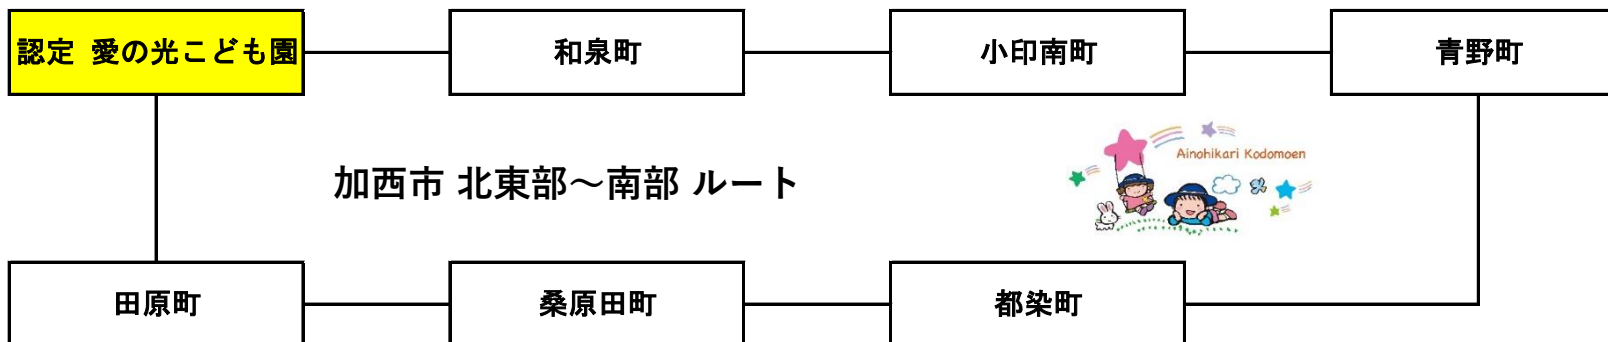 認定 愛の光こども園
和泉町
小印南町
青野町
Ainohikari Kodomoen
加西市 北東部～南部 ルート
田原町
桑原田町
都染町